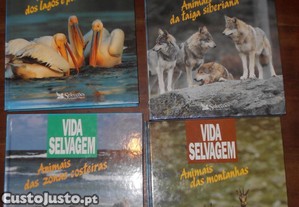 dos lagos e
Animais
da taiga siberiana
Selecções
VIDA
SELVAGEM
Animais
das zonas costeiras
VIDA
SELVAGEM
Animais
das montanhas
CustoJusto.pt